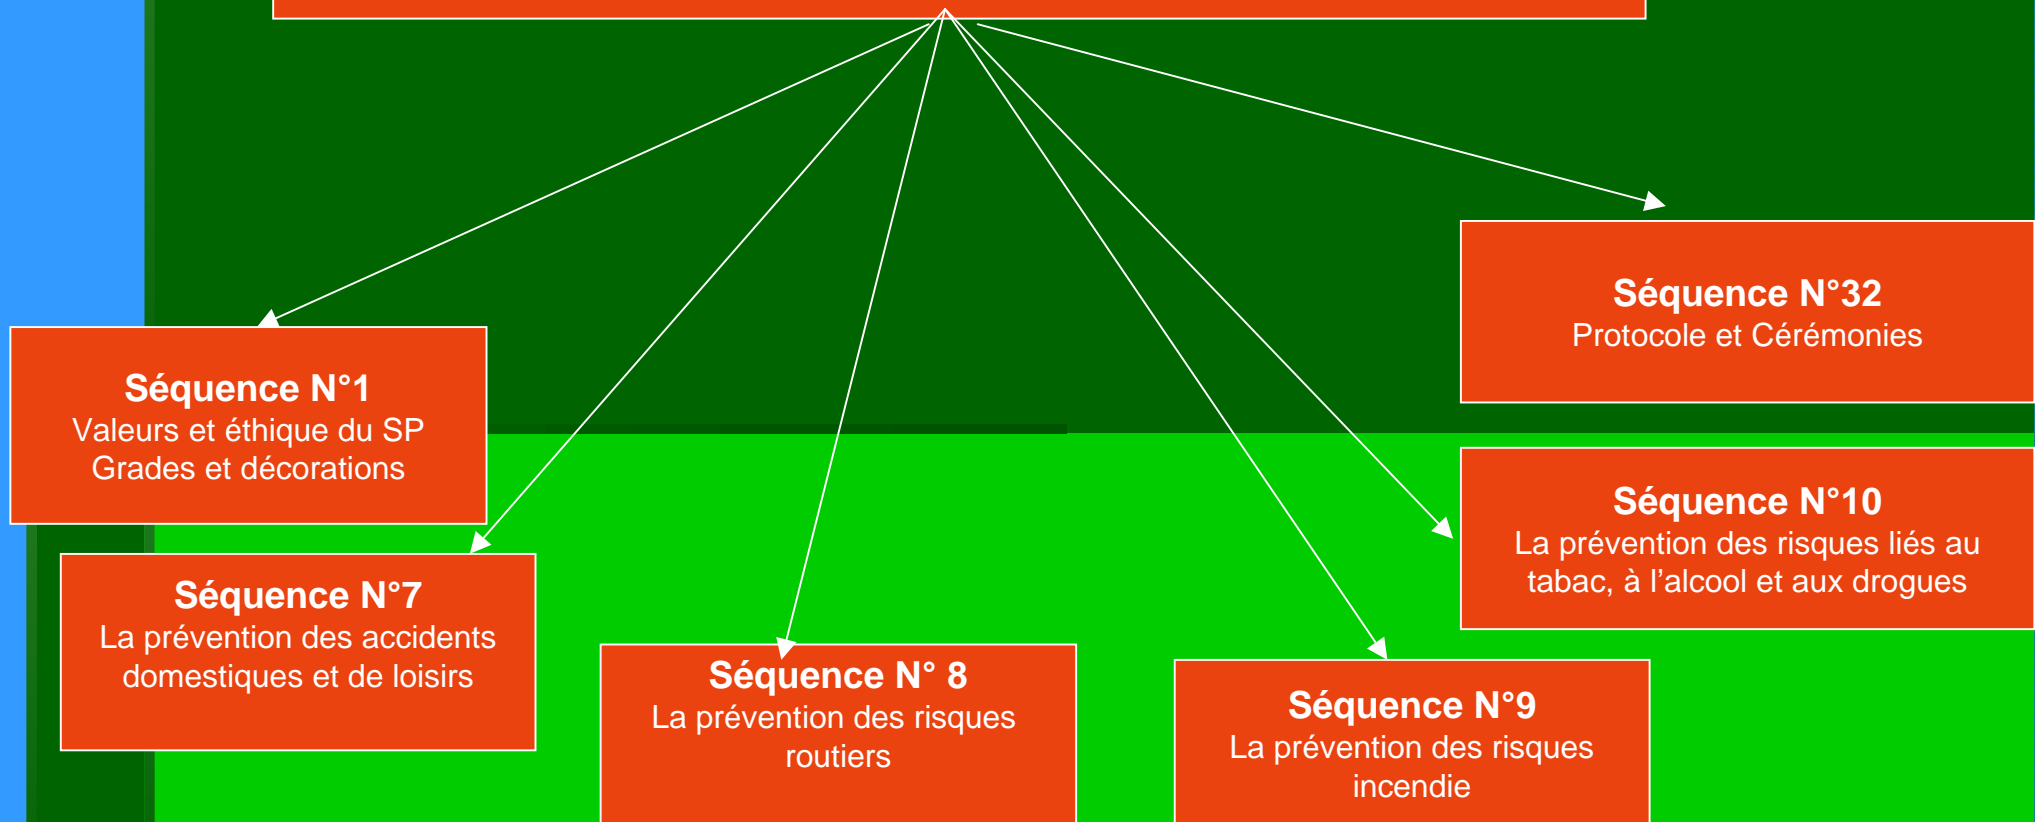 Séquence N°32
Protocole et Cérémonies
Séquence N°1
Valeurs et éthique du SP
Grades et décorations
Séquence N°10
La prévention des risques liés au
tabac, à l’alcool et aux drogues
Séquence N°7
La prévention des accidents
domestiques et de loisirs
Séquence N° 8
La prévention des risques
routiers
Séquence N°9
La prévention des risques
incendie